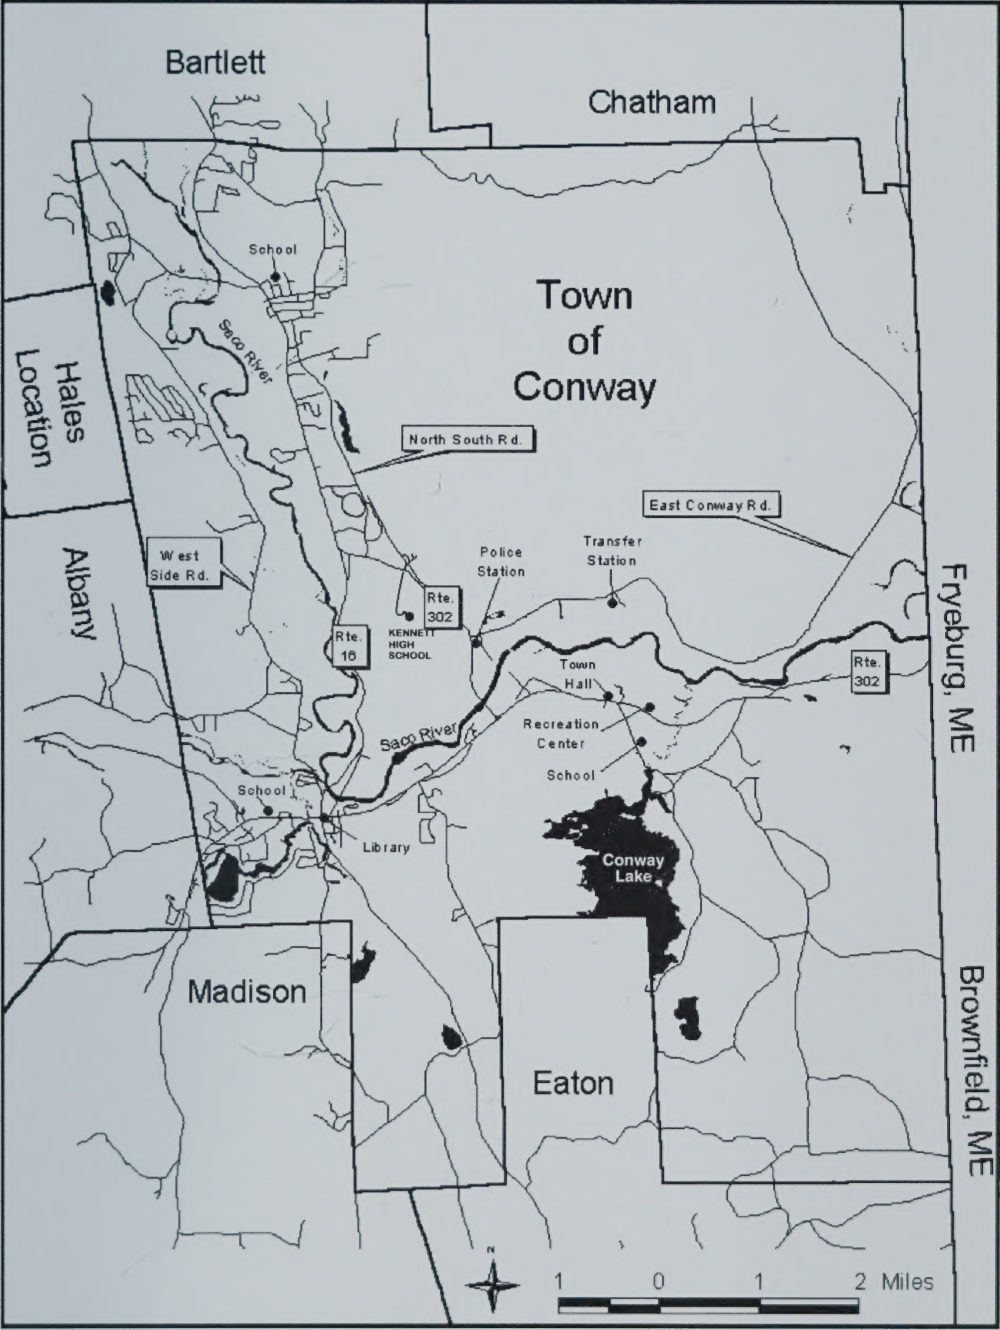 Bartlett
Chatham
School
Town
of
Conway
Saco River
Hales
Location
North South Rd.
East Conway Rd.
West
Side Rd.
Albany
Police
Station
Transfer
Station
Rte.
302
KENNETT
HIGH
SCHOOL
Rte.
16
Town
Hall
Rte.
302
Fryeburg, ME
Recreation
Center
Saco River
School
School
Library
Conway
Lake
Madison
Eaton
Brownfield, ME
N
1 0 1 2 Miles